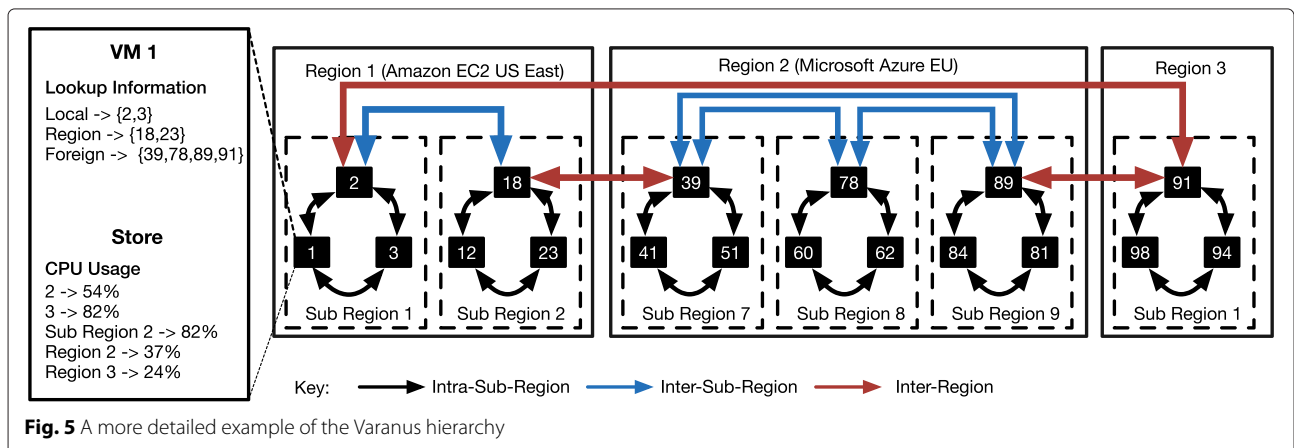 VM 1
Lookup Information
Local -> {2,3}
Region -> {18,23}
Foreign -> {39,78,89,91}
Store
CPU Usage
2 -> 54%
3 -> 82%
Sub Region 2 -> 82%
Region 2 -> 37%
Region 3 -> 24%
Region 1 (Amazon EC2 US East)
2
18
1
3
12
23
Sub Region 1
Sub Region 2
Region 2 (Microsoft Azure EU)
39
78
89
41
51
60
62
84
81
Sub Region 7
Sub Region 8
Sub Region 9
Region 3
91
98
94
Sub Region 1
Key:
Intra-Sub-Region
Inter-Sub-Region
Inter-Region
Fig. 5 A more detailed example of the Varanus hierarchy